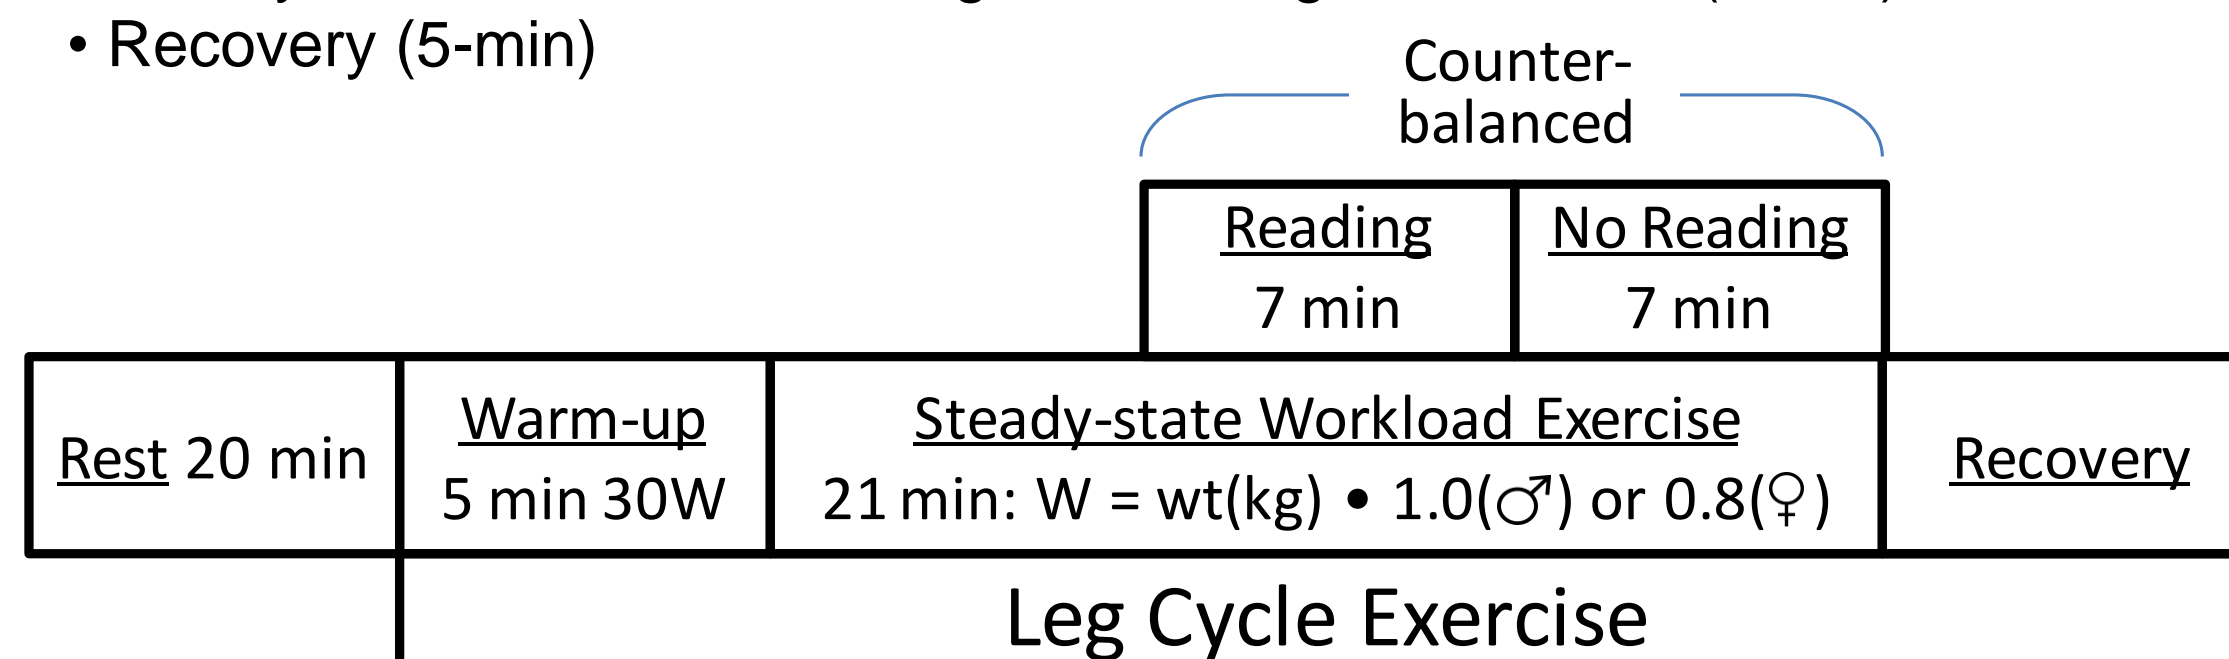 • Recovery (5-min)
Counter-
balanced
Reading
7 min
No Reading
7 min
Rest 20 min
Warm-up
5 min 30W
Steady-state Workload Exercise
21 min: W = wt(kg) • 1.0(♂) or 0.8(♀)
Recovery
Leg Cycle Exercise